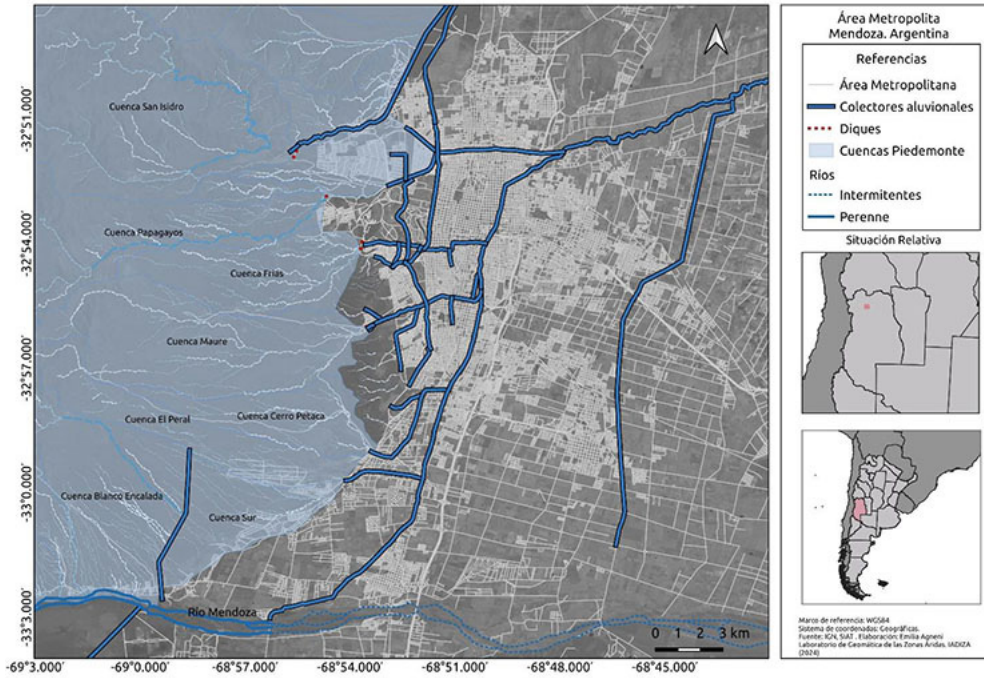 Cuenca San Isidro
Cuenca Papagayos
Cuenca Frías
Cuenca Maure
Cuenca El Peral
Cuenca Cerro Petaca
Cuenca Blanco Encalada
Cuenca Sur
Río Mendoza
0 1 2 3 km
-32°51.000'
-32°54.000'
-32°57.000'
-33°0.000'
-33°3.000'
-69°3.000' -69°0.000' -68°57.000' -68°54.000' -68°51.000' -68°48.000' -68°45.000'
Área Metropolita
Mendoza. Argentina
Referencias
Área Metropolitana
Colectores aluvionales
Diques
Cuencas Piedemonte
Ríos
Intermitentes
Perenne
Situación Relativa
Marco de referencia: WGS84
Sistema de coordenadas: Geográficas.
Fuente: IGN, SIAT . Elaboración: Emilia Agneni
Laboratorio de Geomática de las Zonas Áridas. IADIZA
(2024)